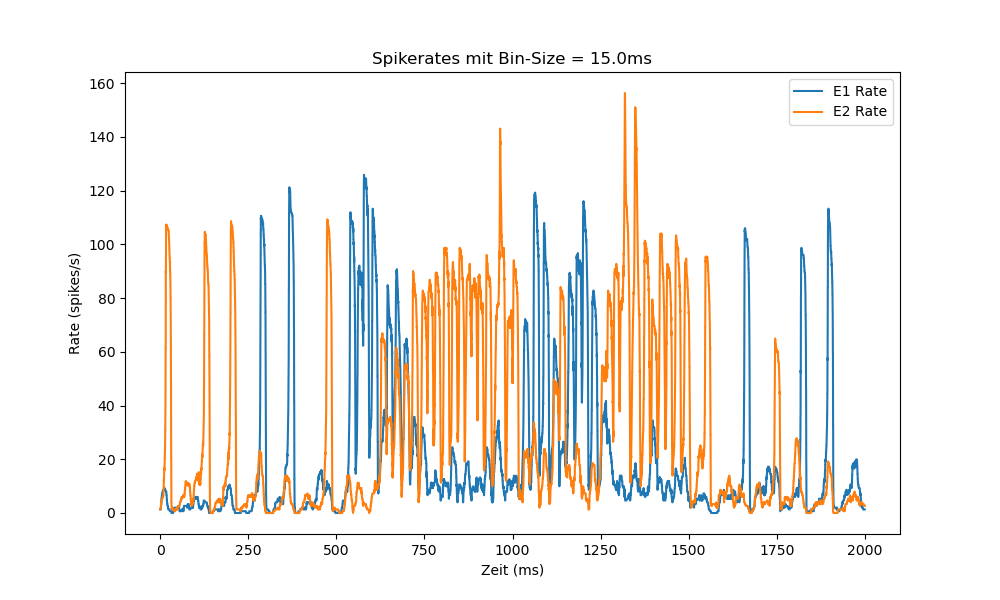 Spikerates mit Bin-Size = 15.0ms
E1 Rate
E2 Rate
Rate (spikes/s)
160
140
120
100
80
60
40
20
0
0 250 500 750 1000 1250 1500 1750 2000
Zeit (ms)